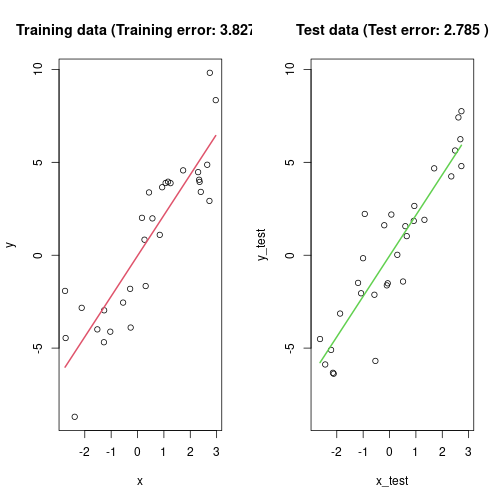 Training data (Training error: 3.827
Test data (Test error: 2.785 )
10
5
0
-5
y
-2 -1 0 1 2 3
x
10
5
0
-5
y_test
-2 -1 0 1 2 3
x_test